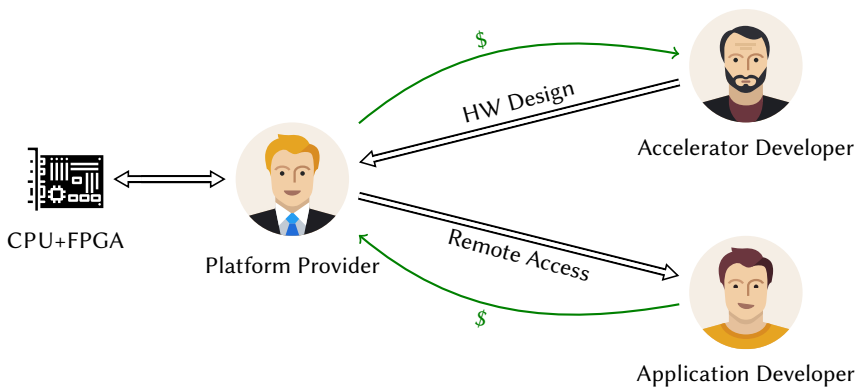 $
HW Design
Accelerator Developer
CPU+FPGA
Platform Provider
Remote Access
$
Application Developer